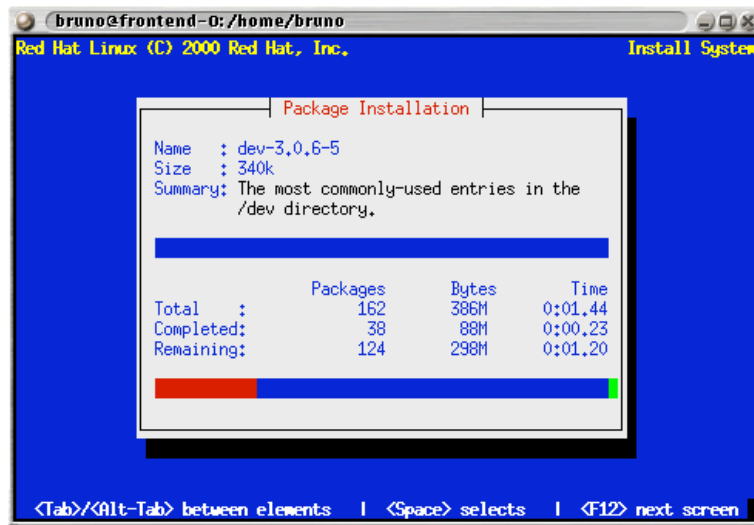 bruno@frontend-0:/home/bruno
Red Hat Linux (C) 2000 Red Hat, Inc. Install System
Package Installation
Name : dev-3.0.6-5
Size : 340k
Summary: The most commonly-used entries in the
/dev directory.
Packages Bytes Time
Total : 162 386M 0:01.44
Completed: 38 88M 0:00.23
Remaining: 124 298M 0:01.20
<Tab>/<Alt-Tab> between elements | <Space> selects | <F12> next screen